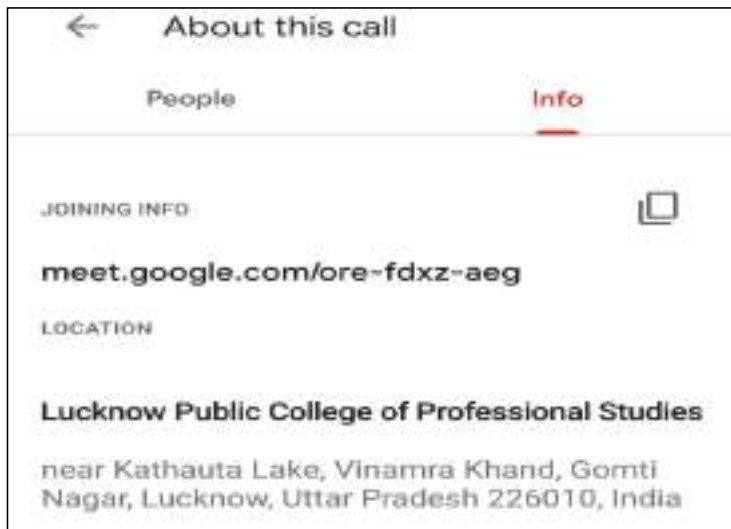 About this call
People Info
JOINING INFO
meet.google.com/ore-fdxz-aeg
LOCATION
Lucknow Public College of Professional Studies
near Kathauta Lake, Vinamra Khand, Gomti
Nagar, Lucknow, Uttar Pradesh 226010, India